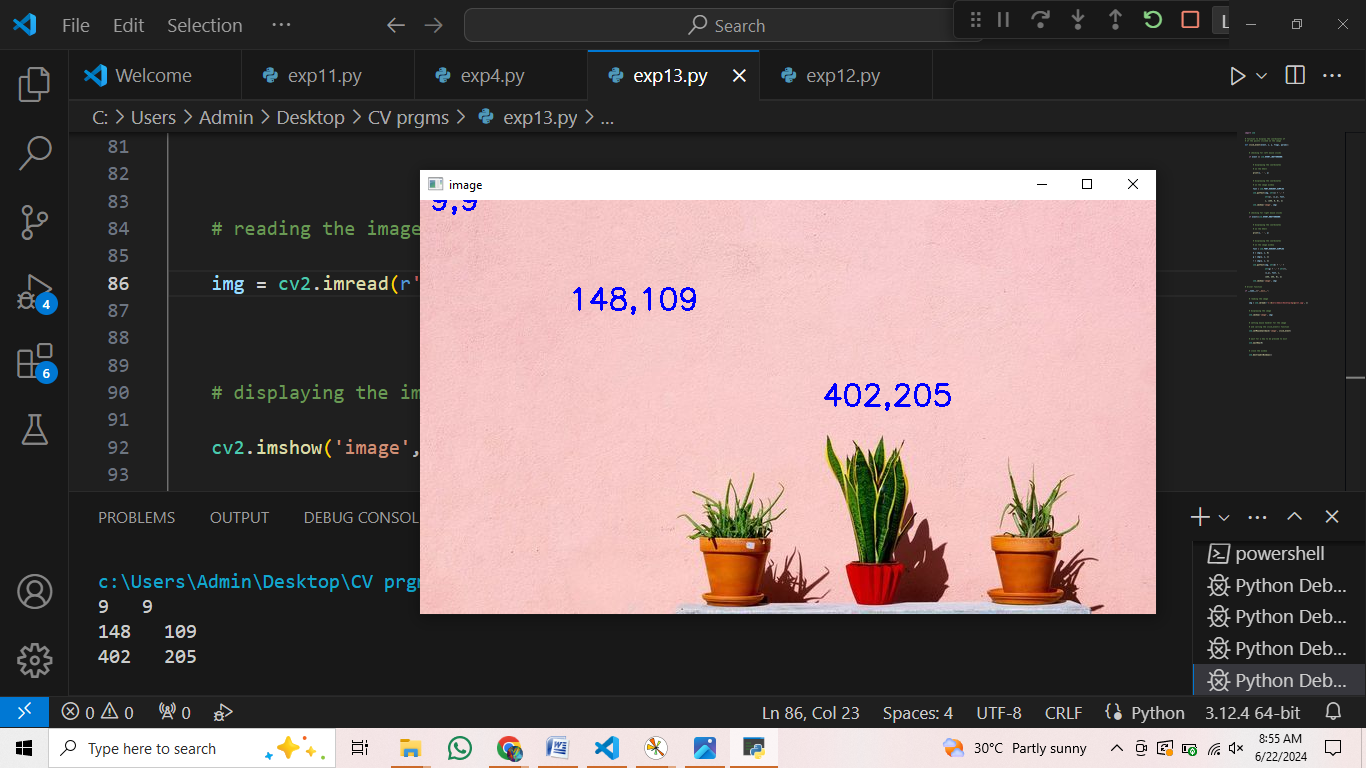 File Edit Selection ··· Search
Welcome exp11.py exp4.py exp13.py exp12.py
C: > Users > Admin > Desktop > CV prgms > exp13.py > ...
81
82
83
84 # reading the image
85
86 img = cv2.imread(r'
87
88
89
90 # displaying the im
91
92 cv2.imshow('image',
93
image
9,9
148,109
402,205
PROBLEMS OUTPUT DEBUG CONSOL
c:\Users\Admin\Desktop\CV prgm
9 9
148 109
402 205
powershell
Python Deb...
Python Deb...
Python Deb...
Python Deb...
4
6
0 0 0 Ln 86, Col 23 Spaces: 4 UTF-8 CRLF Python 3.12.4 64-bit
Type here to search 30°C Partly sunny 8:55 AM
6/22/2024